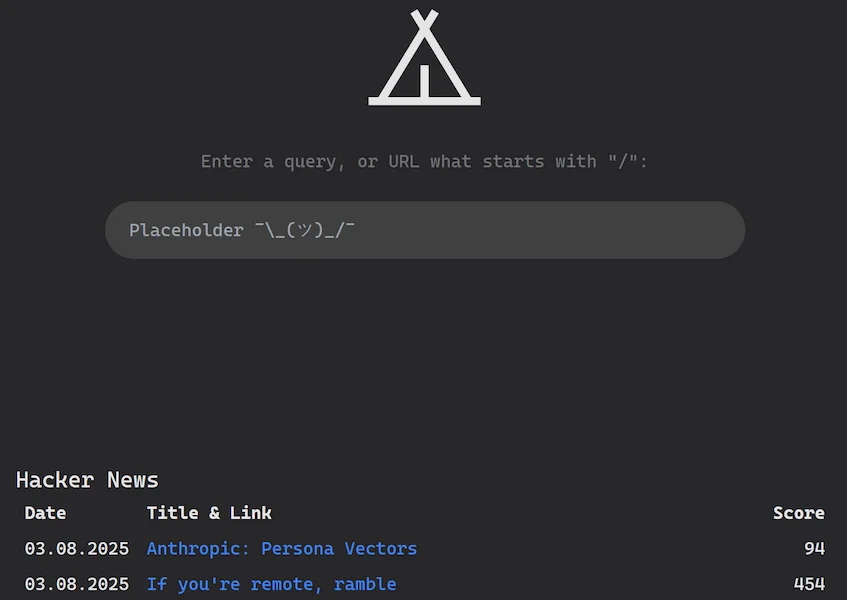 Enter a query, or URL what starts with "/":
Placeholder ¯\_(ツ)_/¯
Hacker News
Date Title & Link Score
03.08.2025 Anthropic: Persona Vectors 94
03.08.2025 If you're remote, ramble 454